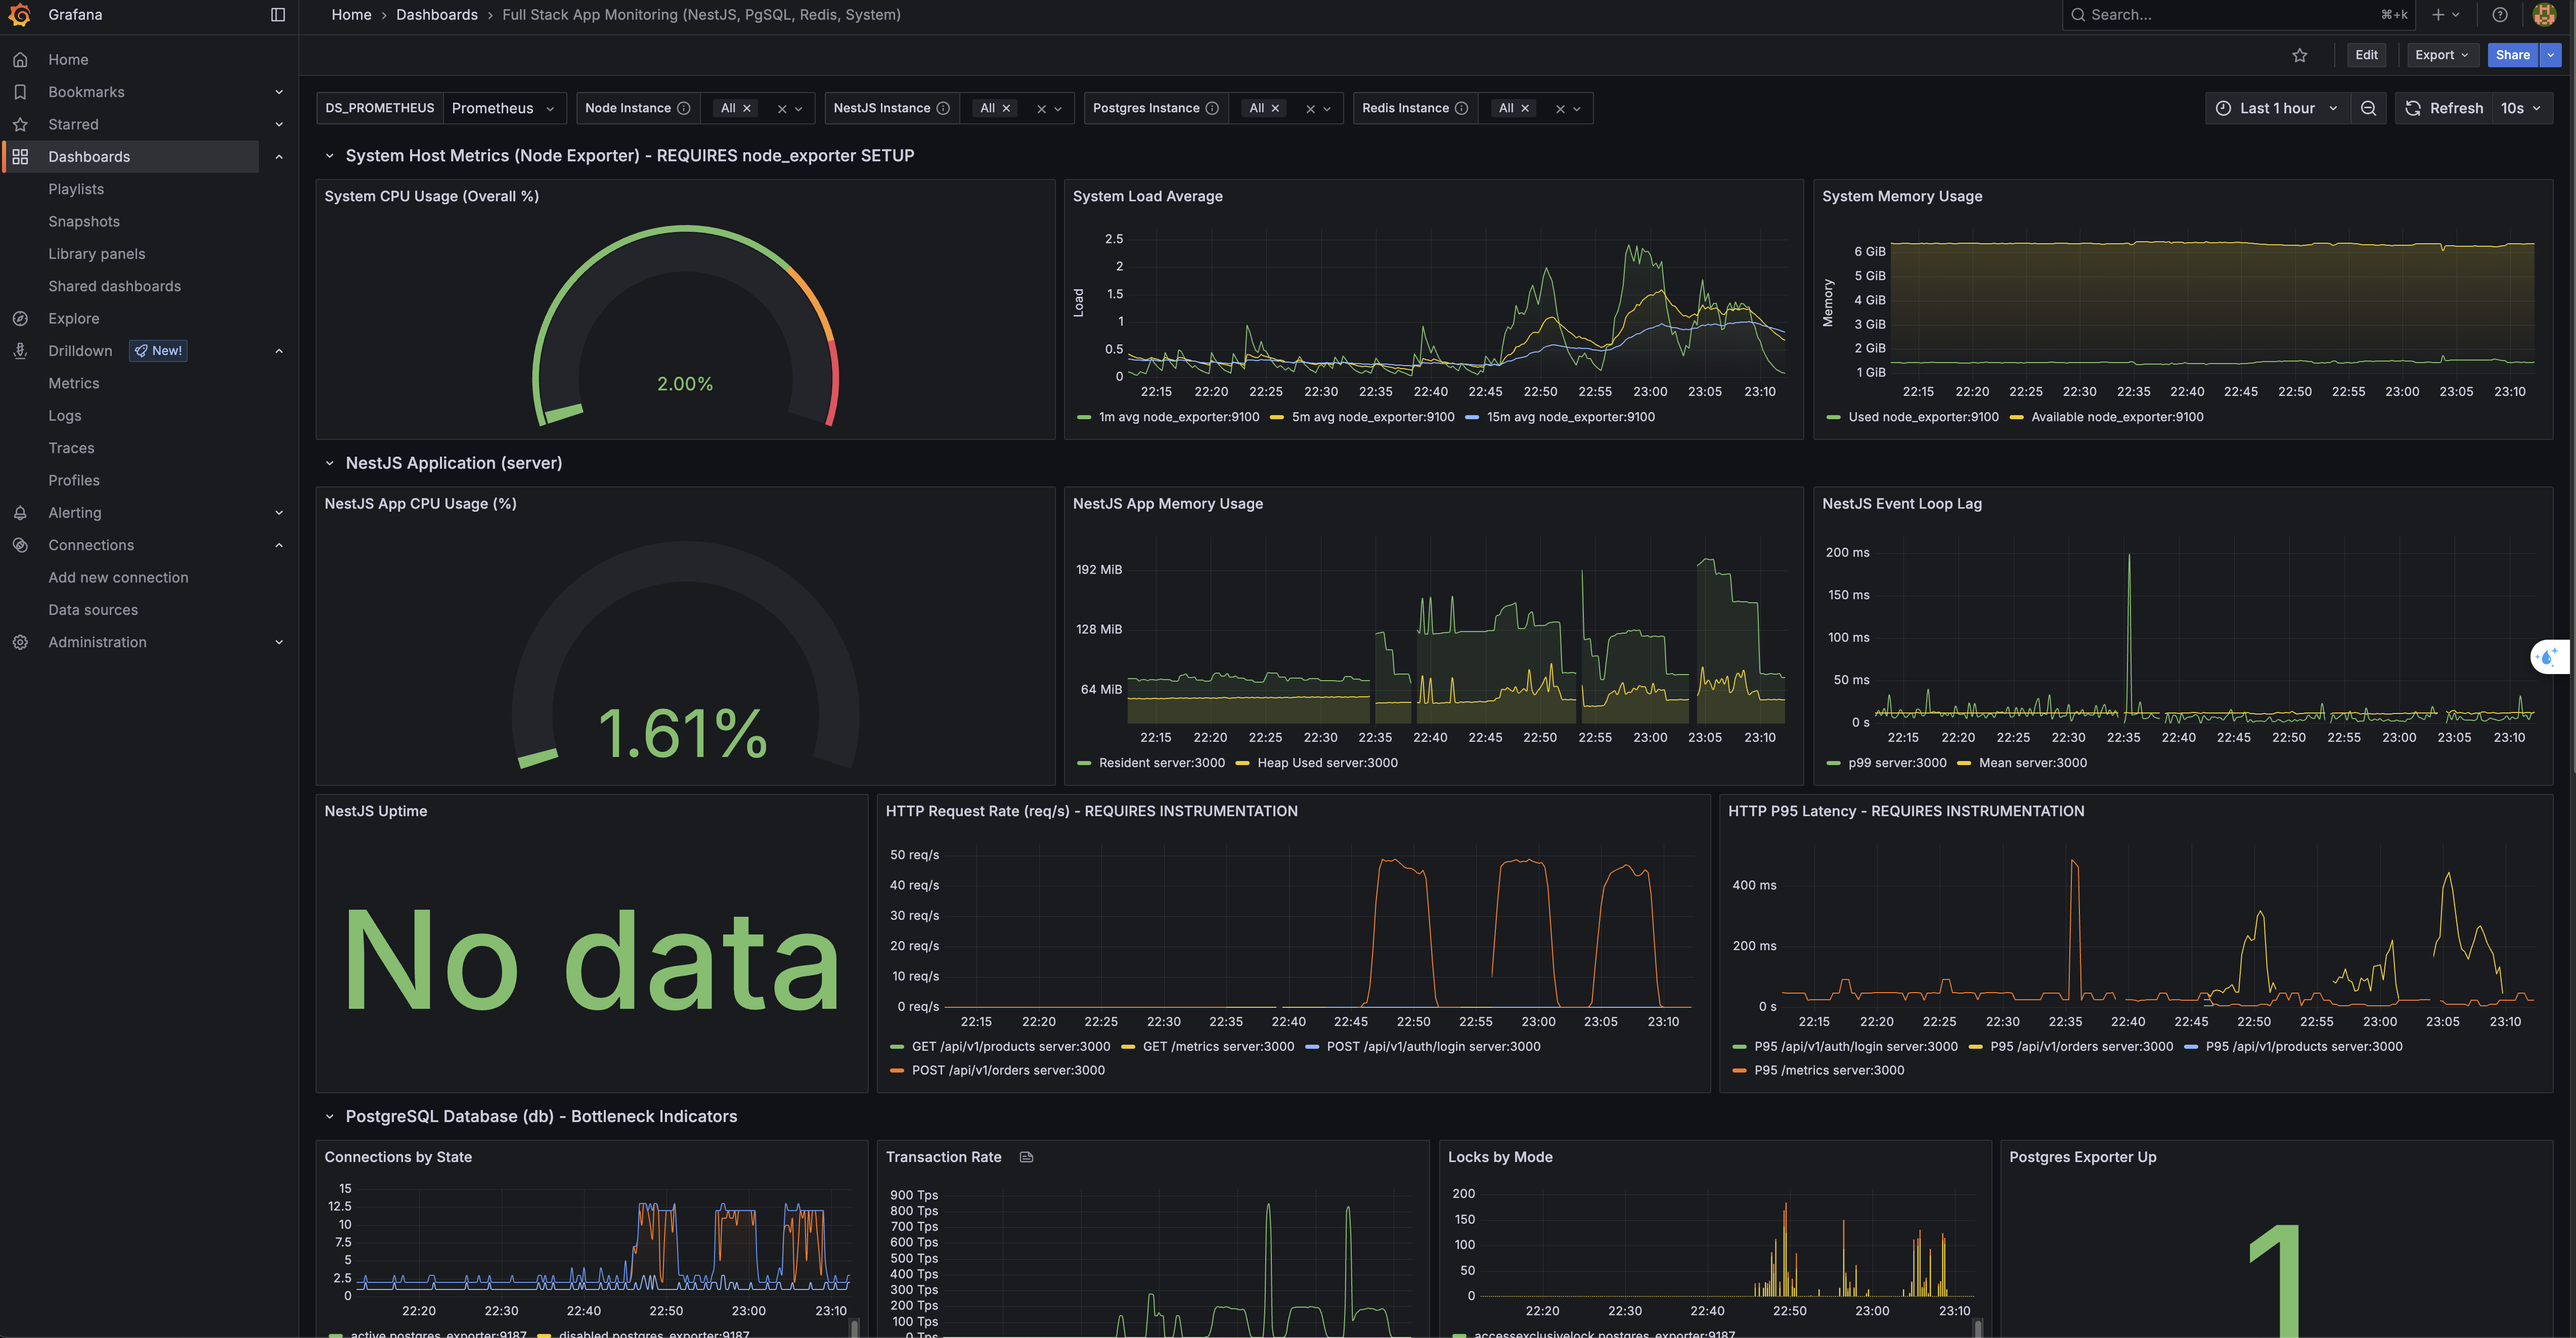 Grafana
Home › Dashboards › Full Stack App Monitoring (NestJS, PgSQL, Redis, System)
Search... ⌘+k
Edit Export Share
Home
Bookmarks
Starred
Dashboards
Playlists
Snapshots
Library panels
Shared dashboards
Explore
Drilldown New!
Metrics
Logs
Traces
Profiles
Alerting
Connections
Add new connection
Data sources
Administration
DS_PROMETHEUS Prometheus Node Instance All NestJS Instance All Postgres Instance All Redis Instance All Last 1 hour Refresh 10s
System Host Metrics (Node Exporter) - REQUIRES node_exporter SETUP
System CPU Usage (Overall %)
2.00%
System Load Average
Load
2.5
2
1.5
1
0.5
0
22:15 22:20 22:25 22:30 22:35 22:40 22:45 22:50 22:55 23:00 23:05 23:10
1m avg node_exporter:9100 5m avg node_exporter:9100 15m avg node_exporter:9100
System Memory Usage
Memory
6 GiB
5 GiB
4 GiB
3 GiB
2 GiB
1 GiB
22:15 22:20 22:25 22:30 22:35 22:40 22:45 22:50 22:55 23:00 23:05 23:10
Used node_exporter:9100 Available node_exporter:9100
NestJS Application (server)
NestJS App CPU Usage (%)
1.61%
NestJS App Memory Usage
192 MiB
128 MiB
64 MiB
22:15 22:20 22:25 22:30 22:35 22:40 22:45 22:50 22:55 23:00 23:05 23:10
Resident server:3000 Heap Used server:3000
NestJS Event Loop Lag
200 ms
150 ms
100 ms
50 ms
0 s
22:15 22:20 22:25 22:30 22:35 22:40 22:45 22:50 22:55 23:00 23:05 23:10
p99 server:3000 Mean server:3000
NestJS Uptime
No data
HTTP Request Rate (req/s) - REQUIRES INSTRUMENTATION
50 req/s
40 req/s
30 req/s
20 req/s
10 req/s
0 req/s
22:15 22:20 22:25 22:30 22:35 22:40 22:45 22:50 22:55 23:00 23:05 23:10
GET /api/v1/products server:3000 GET /metrics server:3000 POST /api/v1/auth/login server:3000
POST /api/v1/orders server:3000
HTTP P95 Latency - REQUIRES INSTRUMENTATION
400 ms
200 ms
0 s
22:15 22:20 22:25 22:30 22:35 22:40 22:45 22:50 22:55 23:00 23:05 23:10
P95 /api/v1/auth/login server:3000 P95 /api/v1/orders server:3000 P95 /api/v1/products server:3000
P95 /metrics server:3000
PostgreSQL Database (db) - Bottleneck Indicators
Connections by State
15
12.5
10
7.5
5
2.5
0
22:20 22:30 22:40 22:50 23:00 23:10
active postgres_exporter:9187 disabled postgres_exporter:9187
Transaction Rate
900 Tps
800 Tps
700 Tps
600 Tps
500 Tps
400 Tps
300 Tps
200 Tps
100 Tps
0 Tps
Locks by Mode
200
150
100
50
0
22:20 22:30 22:40 22:50 23:00 23:10
accessexclusivelock postgres_exporter:9187
Postgres Exporter Up
1